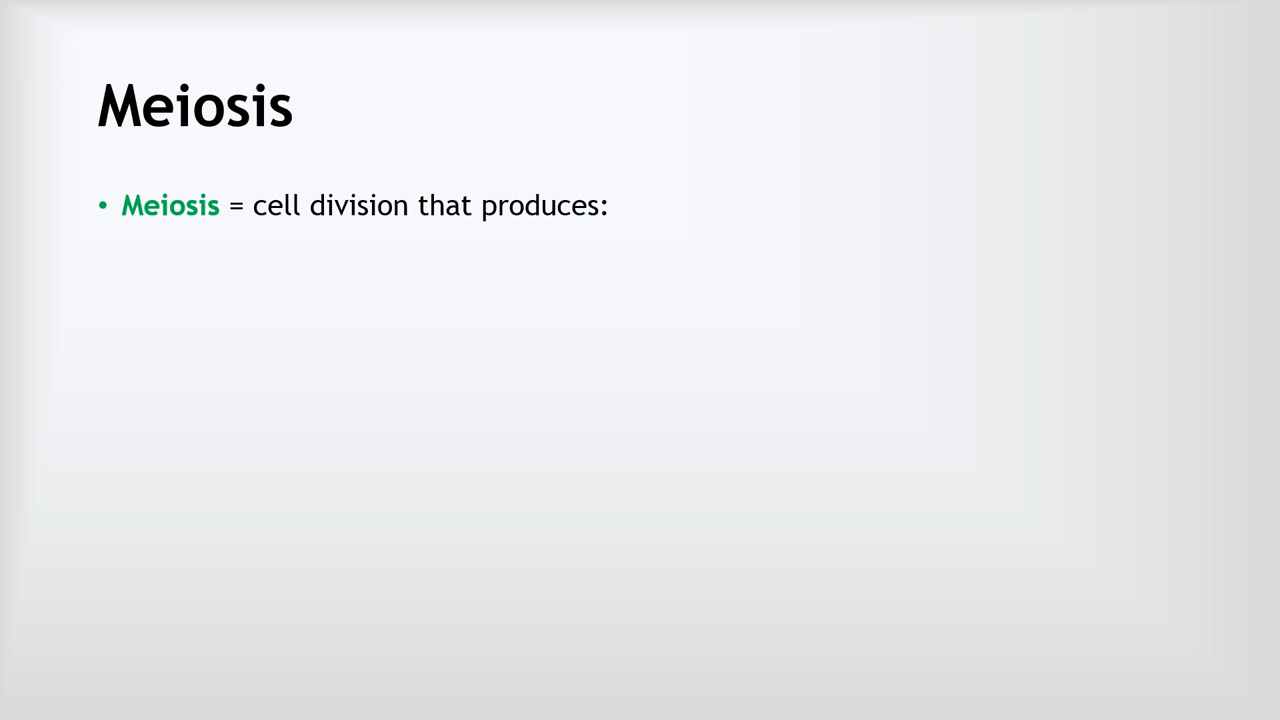 Meiosis
• Meiosis = cell division that produces: